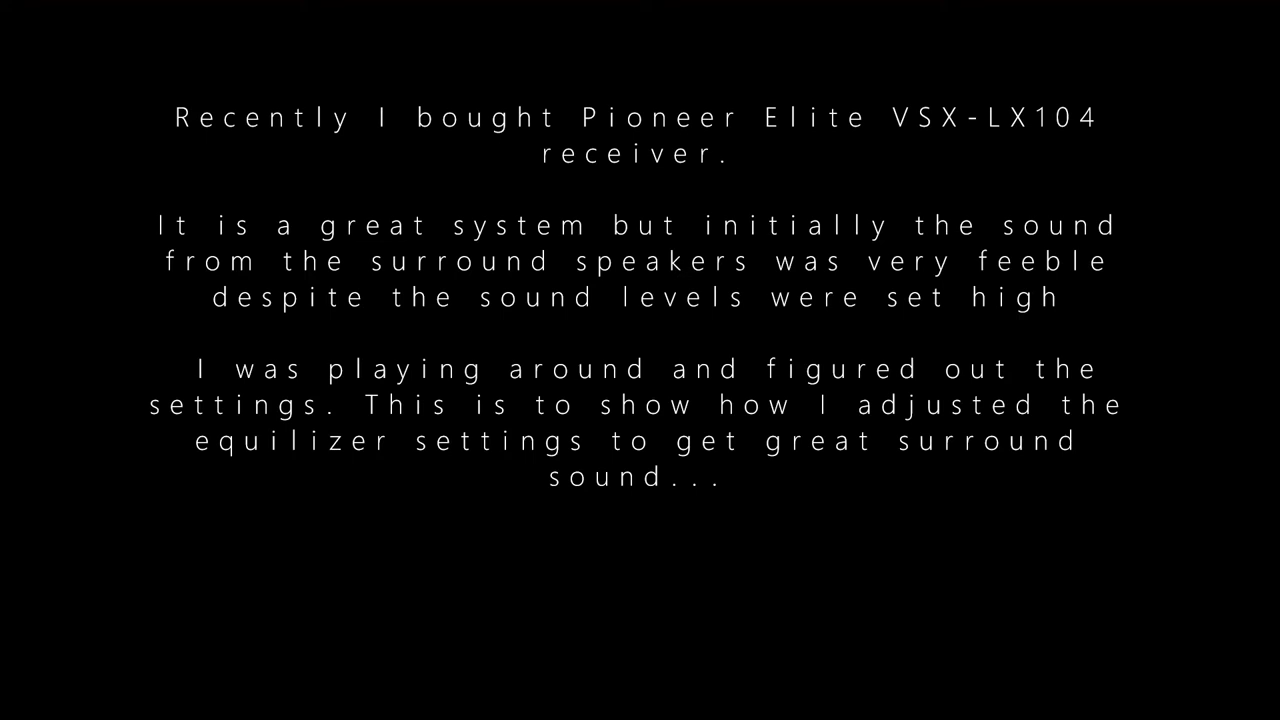 Recently I bought Pioneer Elite VSX-LX104
receiver.
It is a great system but initially the sound
from the surround speakers was very feeble
despite the sound levels were set high
I was playing around and figured out the
settings. This is to show how I adjusted the
equilizer settings to get great surround
sound...